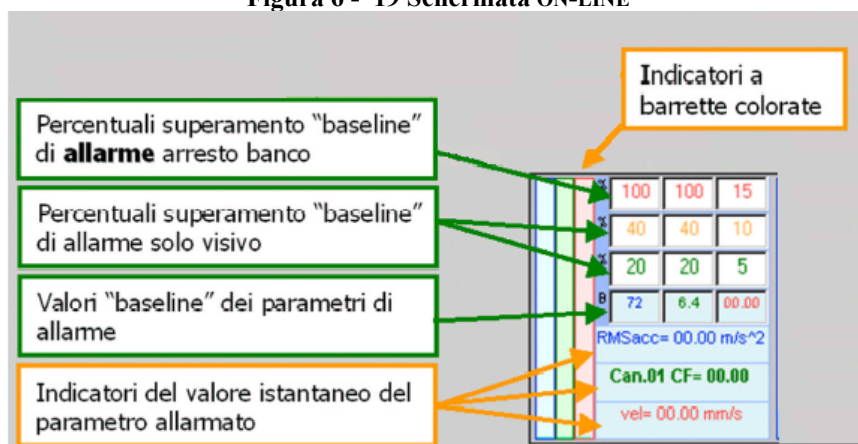 Figura 6 - 19 Schermata ON-LINE
Indicatori a
barrette colorate
Percentuali superamento "baseline"
di allarme arresto banco
Percentuali superamento "baseline"
di allarme solo visivo
Valori "baseline" dei parametri di
allarme
Indicatori del valore istantaneo del
parametro allarmato
% 100 100 15
% 40 40 10
% 20 20 5
B 72 6.4 00.00
RMSacc= 00.00 m/s^2
Can.01 CF= 00.00
vel= 00.00 mm/s